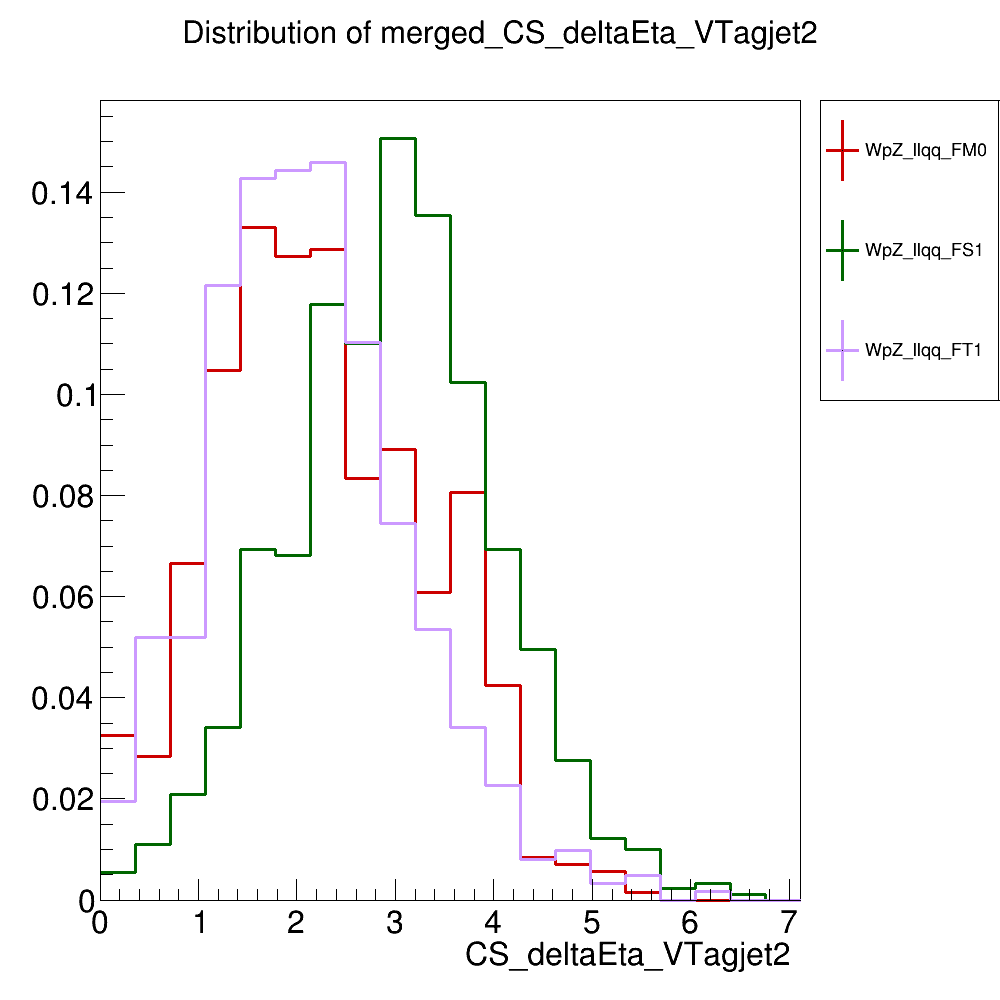 Distribution of merged_CS_deltaEta_VTagjet2
WpZ_llqq_FM0
WpZ_llqq_FS1
WpZ_llqq_FT1
0.14
0.12
0.1
0.08
0.06
0.04
0.02
0
0 1 2 3 4 5 6 7
CS_deltaEta_VTagjet2